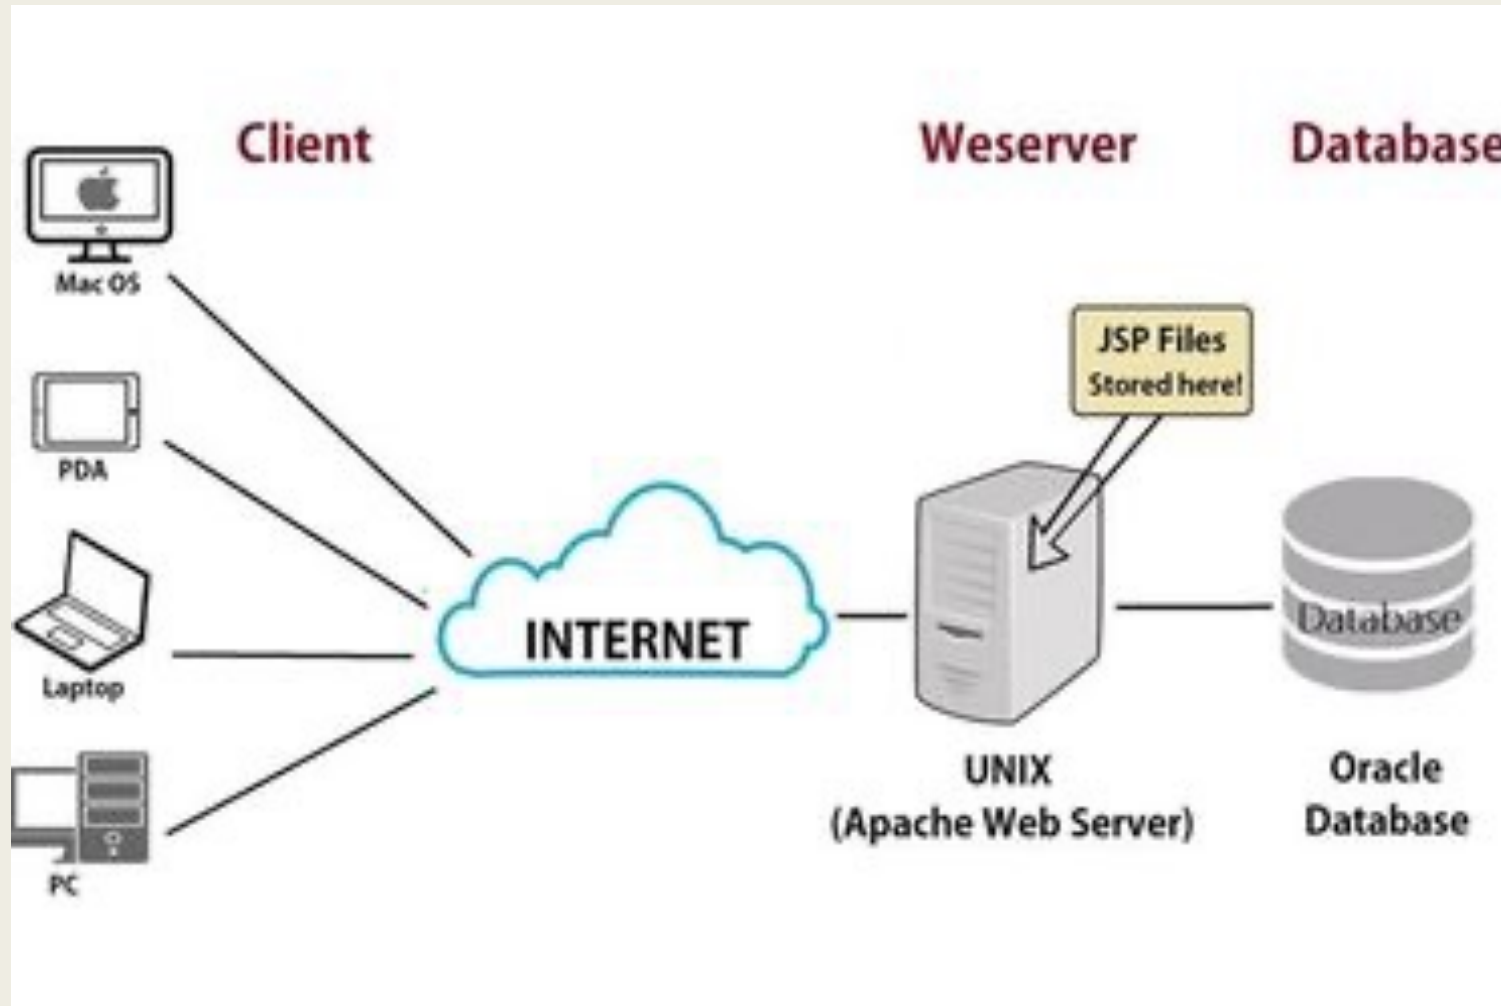 Client
Weserver
Database
Mac OS
JSP Files
Stored here!
PDA
INTERNET
Database
Laptop
UNIX
(Apache Web Server)
Oracle
Database
PC